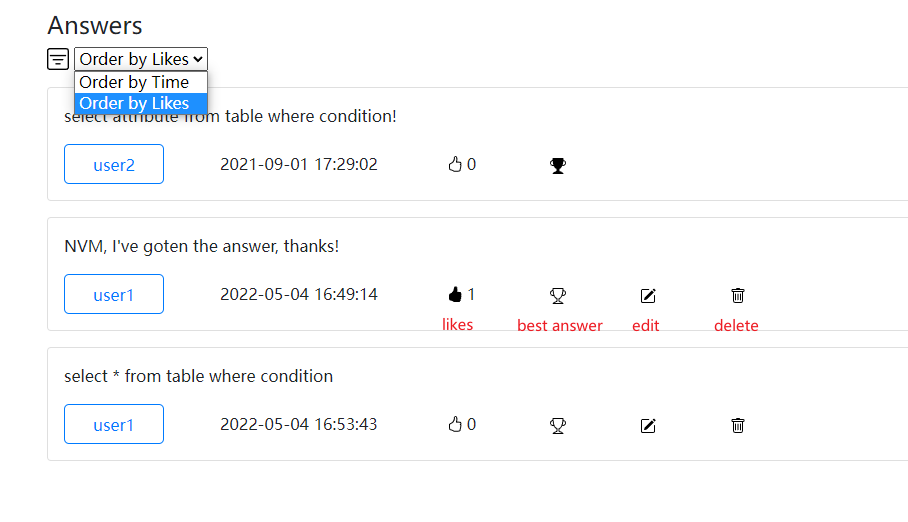 Answers
Order by Likes
Order by Time
Order by Likes
select attribute from table where condition!
user2 2021-09-01 17:29:02 0
NVM, I've goten the answer, thanks!
user1 2022-05-04 16:49:14 1
likes best answer edit delete
select * from table where condition
user1 2022-05-04 16:53:43 0